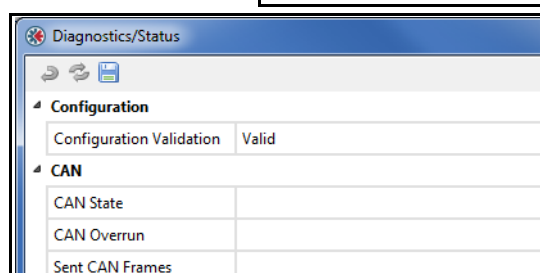 Diagnostics/Status
Configuration
Configuration Validation Valid
CAN
CAN State
CAN Overrun
Sent CAN Frames